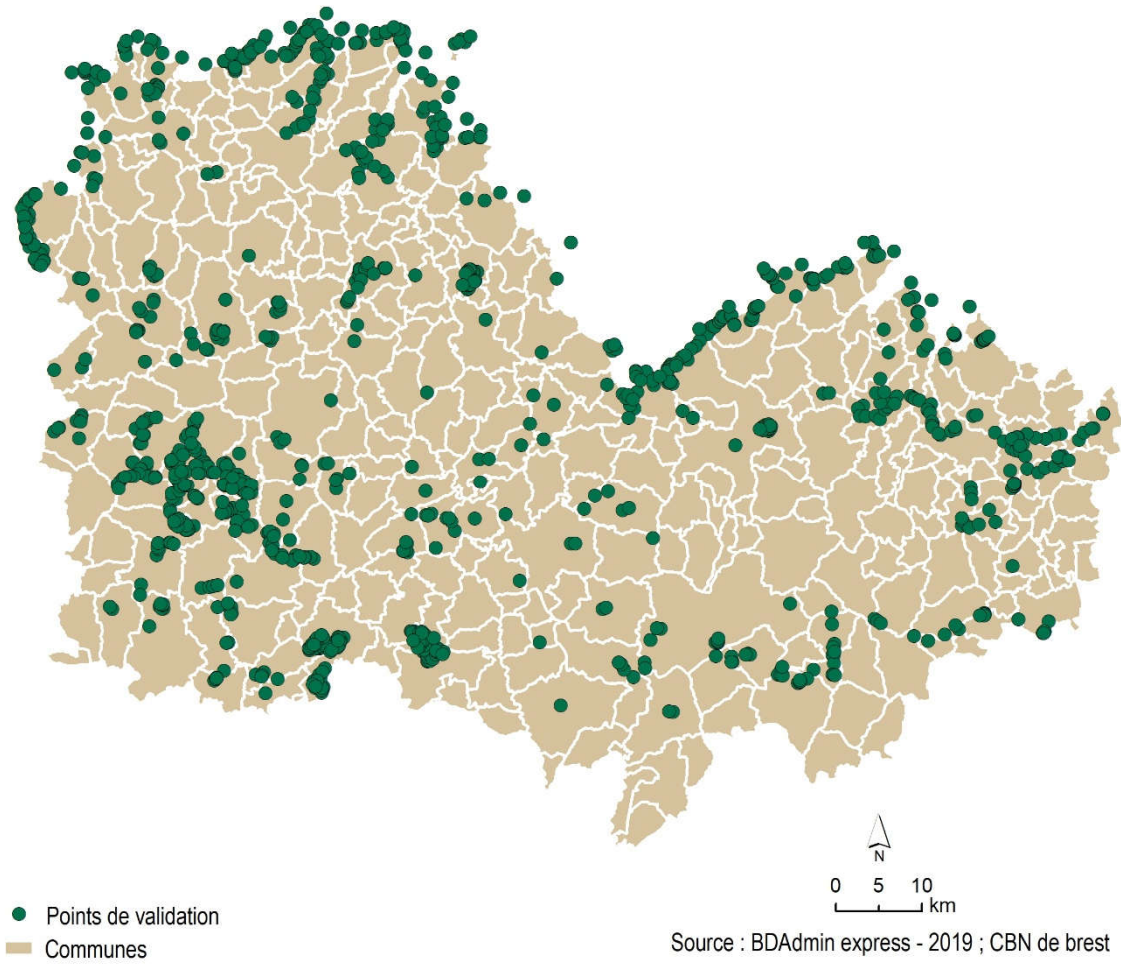 N
0 5 10
km
Points de validation
Communes
Source : BDAdmin express - 2019 ; CBN de brest